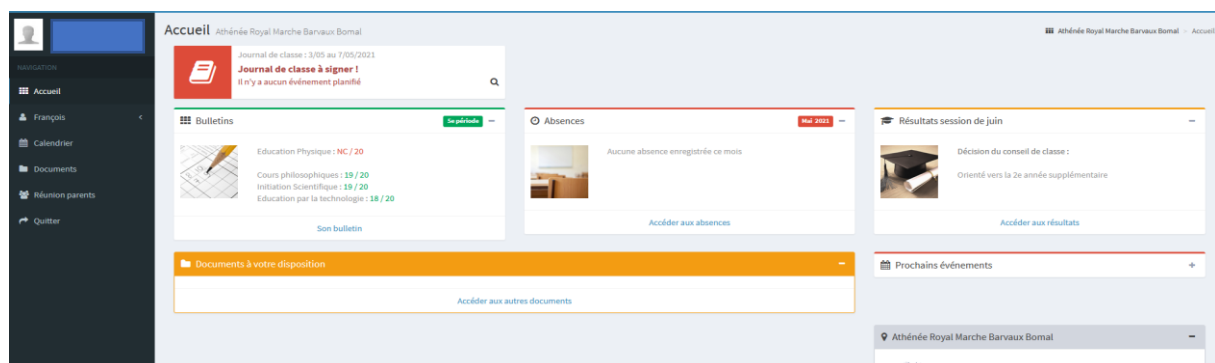 Accueil Athénée Royal Marche Barvaux Bomal
Athénée Royal Marche Barvaux Bomal > Accueil
NAVIGATION
Accueil
François
Calendrier
Documents
Réunion parents
Quitter
Journal de classe : 3/05 au 7/05/2021
Journal de classe à signer !
Il n'y a aucun événement planifié
Bulletins
5e période
Education Physique : NC / 20
Cours philosophiques : 19 / 20
Initiation Scientifique : 19 / 20
Education par la technologie : 18 / 20
Son bulletin
Absences
Mai 2021
Aucune absence enregistrée ce mois
Accéder aux absences
Résultats session de juin
Décision du conseil de classe :
Orienté vers la 2e année supplémentaire
Accéder aux résultats
Documents à votre disposition
Accéder aux autres documents
Prochains événements
Athénée Royal Marche Barvaux Bomal